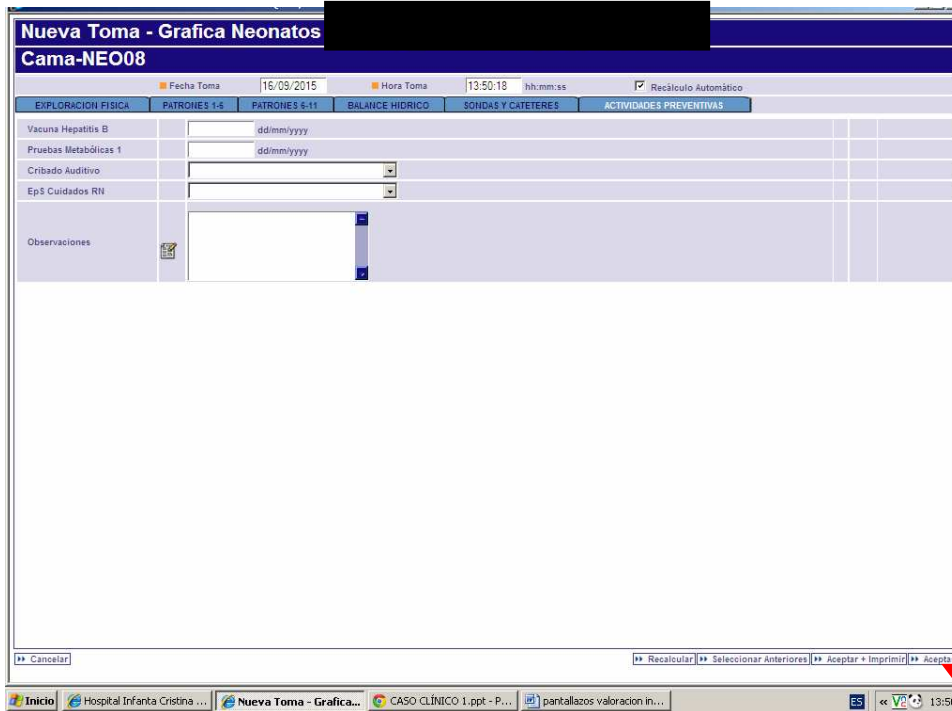 Nueva Toma - Grafica Neonatos
Cama-NEO08
Fecha Toma 16/09/2015 Hora Toma 13:50:18 hh:mm:ss Recálculo Automático
EXPLORACION FISICA PATRONES 1-5 PATRONES 6-11 BALANCE HIDRICO SONDAS Y CATETERES ACTIVIDADES PREVENTIVAS
Vacuna Hepatitis B dd/mm/yyyy
Pruebas Metabólicas 1 dd/mm/yyyy
Cribado Auditivo
EpS Cuidados RN
Observaciones
Cancelar Recalcular Seleccionar Anteriores Aceptar + Imprimir Acepta
Inicio Hospital Infanta Cristina ... Nueva Toma - Grafica... CASO CLÍNICO 1.ppt - P... pantallazos valoracion in... ES « 13:5